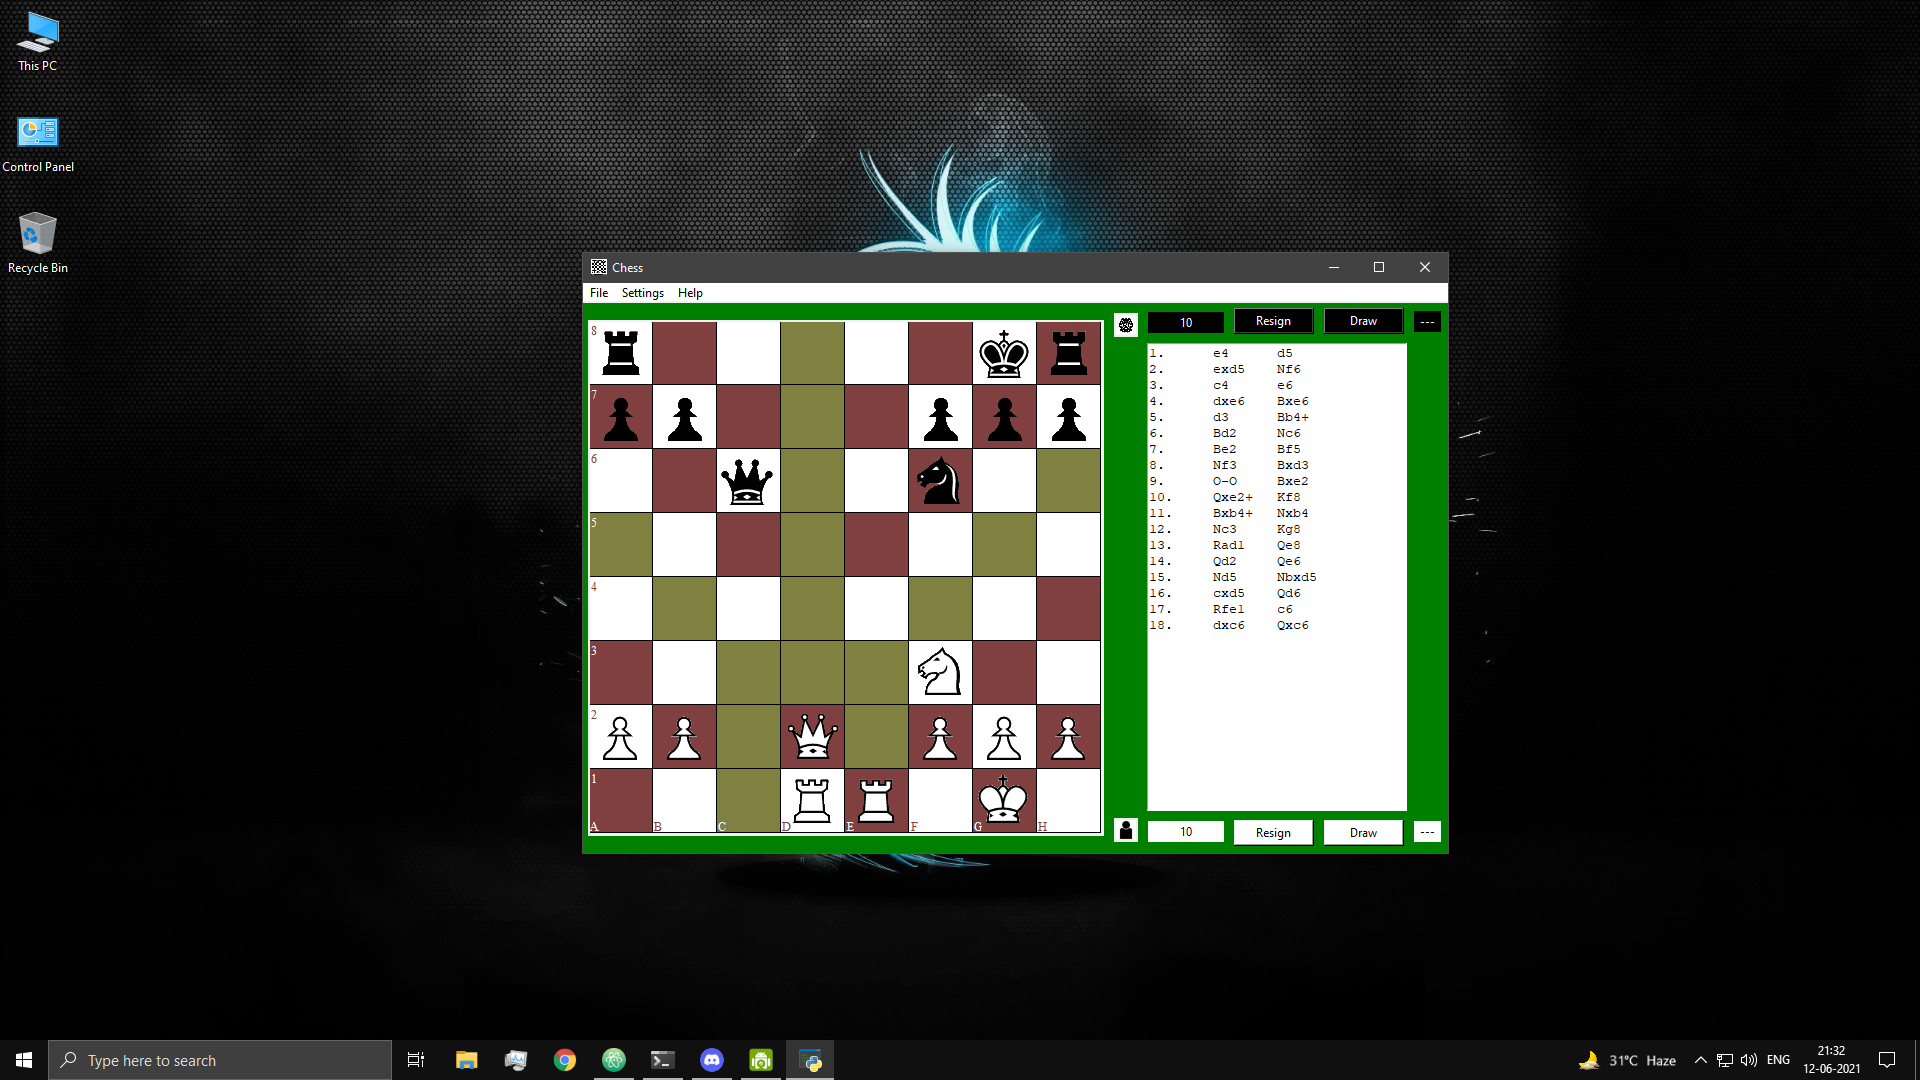 This PC
Control Panel
Recycle Bin
Chess
File Settings Help
10 Resign Draw ---
1. e4 d5
2. exd5 Nf6
3. c4 e6
4. dxe6 Bxe6
5. d3 Bb4+
6. Bd2 Nc6
7. Be2 Bf5
8. Nf3 Bxd3
9. O-O Bxe2
10. Qxe2+ Kf8
11. Bxb4+ Nxb4
12. Nc3 Kg8
13. Rad1 Qe8
14. Qd2 Qe6
15. Nd5 Nbxd5
16. cxd5 Qd6
17. Rfe1 c6
18. dxc6 Qxc6
8
7
6
5
4
3
2
1
A B C D E F G H
10 Resign Draw ---
Type here to search
31°C Haze
ENG
21:32
12-06-2021